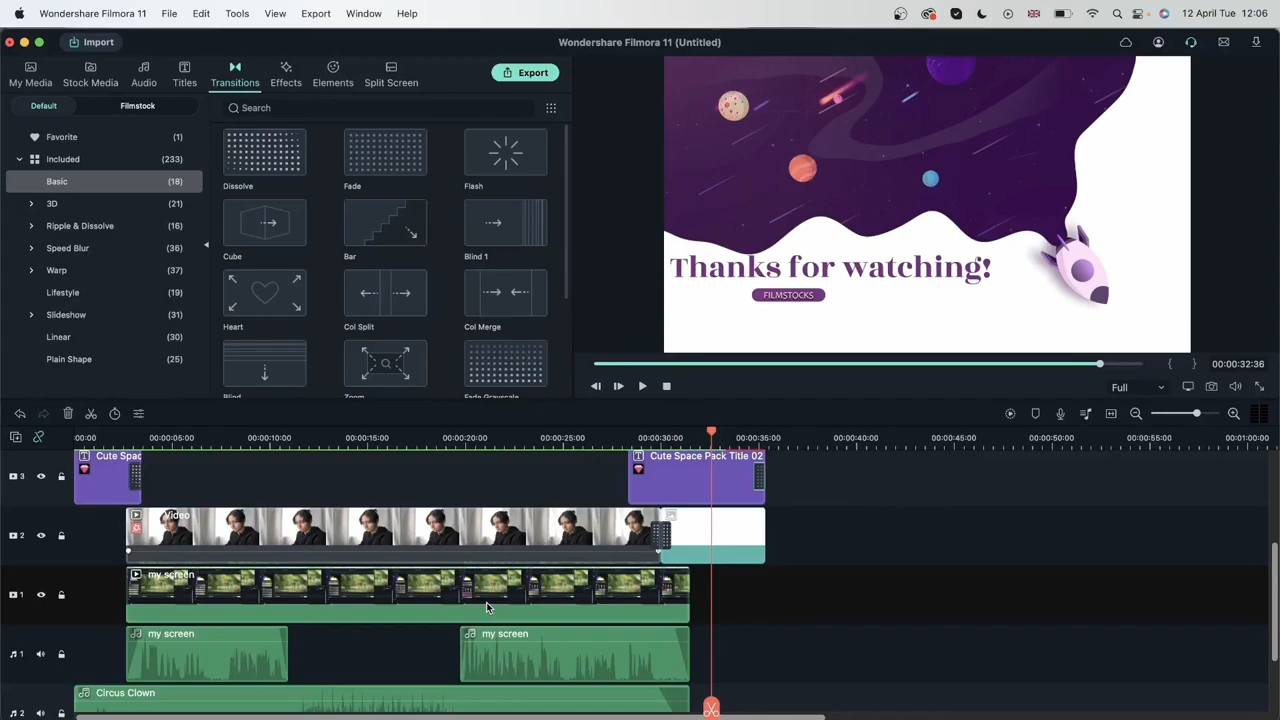 Wondershare Filmora 11 File Edit Tools View Export Window Help 12 April Tue 12:06
Import Wondershare Filmora 11 (Untitled)
My Media Stock Media Audio Titles Transitions Effects Elements Split Screen Export
Default Filmstock Search
Favorite (1)
Included (233)
Basic (18)
3D (21)
Ripple & Dissolve (16)
Speed Blur (36)
Warp (37)
Lifestyle (19)
Slideshow (31)
Linear (30)
Plain Shape (25)
Dissolve Fade Flash
Cube Bar Blind 1
Heart Col Split Col Merge
Blind Zoom Fade Grayscale
Thanks for watching!
FILMSTOCKS
00:00:32:36
Full
00:00 00:00:05:00 00:00:10:00 00:00:15:00 00:00:20:00 00:00:25:00 00:00:30:00 00:00:35:00 00:00:40:00 00:00:45:00 00:00:50:00 00:00:55:00 00:01:00:00
3 Cute Spac Cute Space Pack Title 02
2 Video
1 my screen
1 my screen my screen
2 Circus Clown